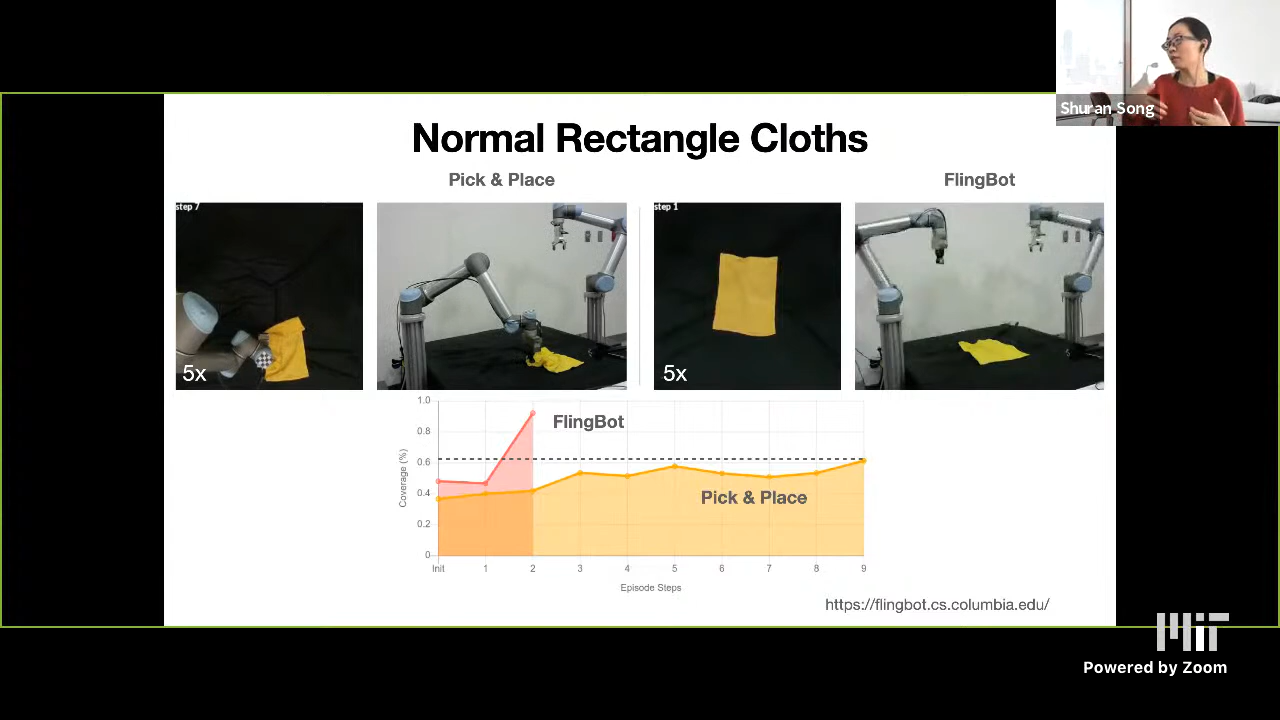 Shuran Song
Normal Rectangle Cloths
Pick & Place
FlingBot
step 7
5x
step 1
5x
1.0
0.8
0.6
0.4
0.2
0
Coverage (%)
FlingBot
Pick & Place
Init 1 2 3 4 5 6 7 8 9
Episode Steps
https://flingbot.cs.columbia.edu/
MIT
Powered by Zoom